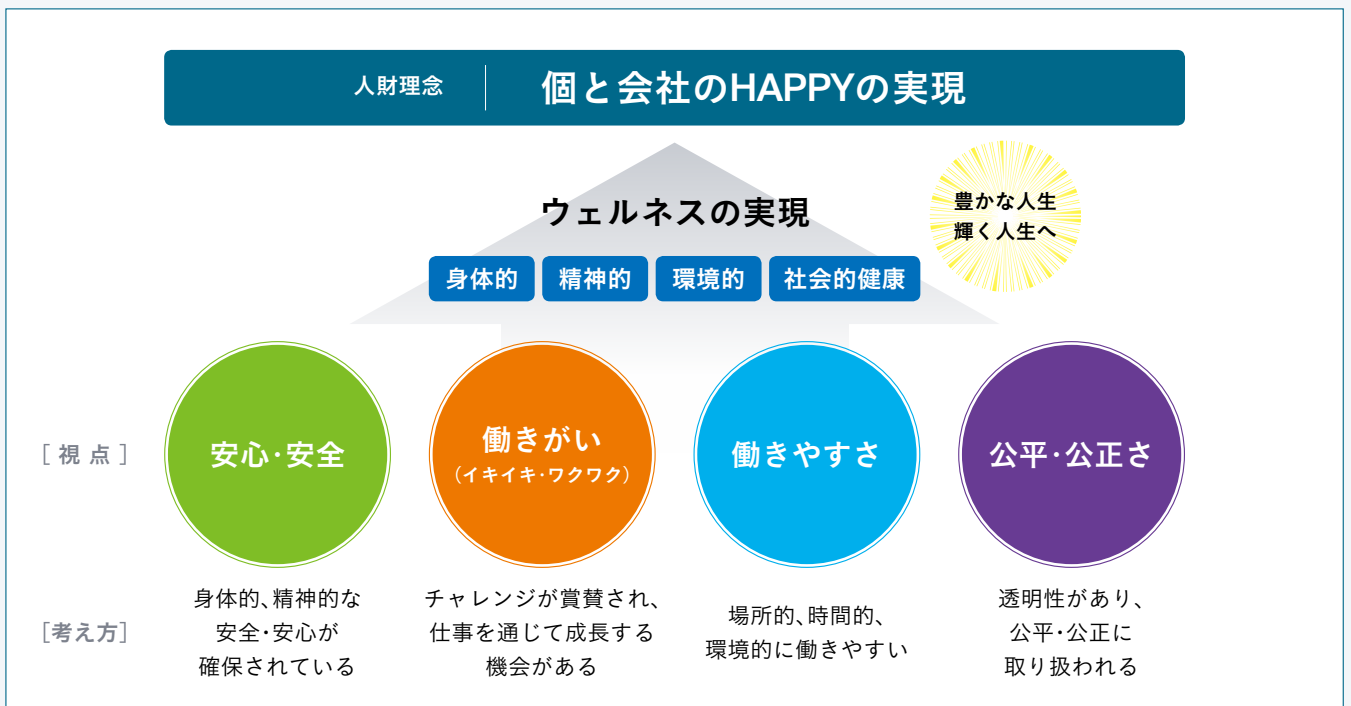 人財理念
個と会社のHAPPYの実現
ウェルネスの実現
豊かな人生
輝く人生へ
身体的
精神的
環境的
社会的健康
［視点］
安心・安全
働きがい
（イキイキ・ワクワク）
働きやすさ
公平・公正さ
［考え方］
身体的、精神的な
安全・安心が
確保されている
チャレンジが賞賛され、
仕事を通じて成長する
機会がある
場所的、時間的、
環境的に働きやすい
透明性があり、
公平・公正に
取り扱われる